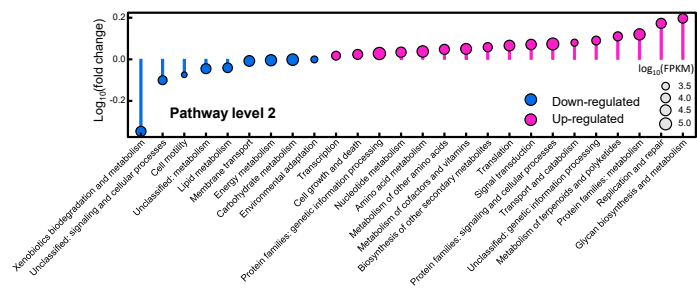 0.2
0.0
-0.2
Log10(fold change)
Pathway level 2
Down-regulated
Up-regulated
log10(FPKM)
3.5
4.0
4.5
5.0
Xenobiotics biodegradation and metabolism
Unclassified: signaling and cellular processes
Cell motility
Unclassified: metabolism
Lipid metabolism
Membrane transport
Energy metabolism
Carbohydrate metabolism
Environmental adaptation
Transcription
Cell growth and death
Protein families: genetic information processing
Nucleotide metabolism
Amino acid metabolism
Metabolism of other amino acids
Metabolism of cofactors and vitamins
Biosynthesis of other secondary metabolites
Translation
Signal transduction
Protein families: signaling and cellular processes
Transport and catabolism
Unclassified: genetic information processing
Metabolism of terpenoids and polyketides
Protein families: metabolism
Replication and repair
Glycan biosynthesis and metabolism